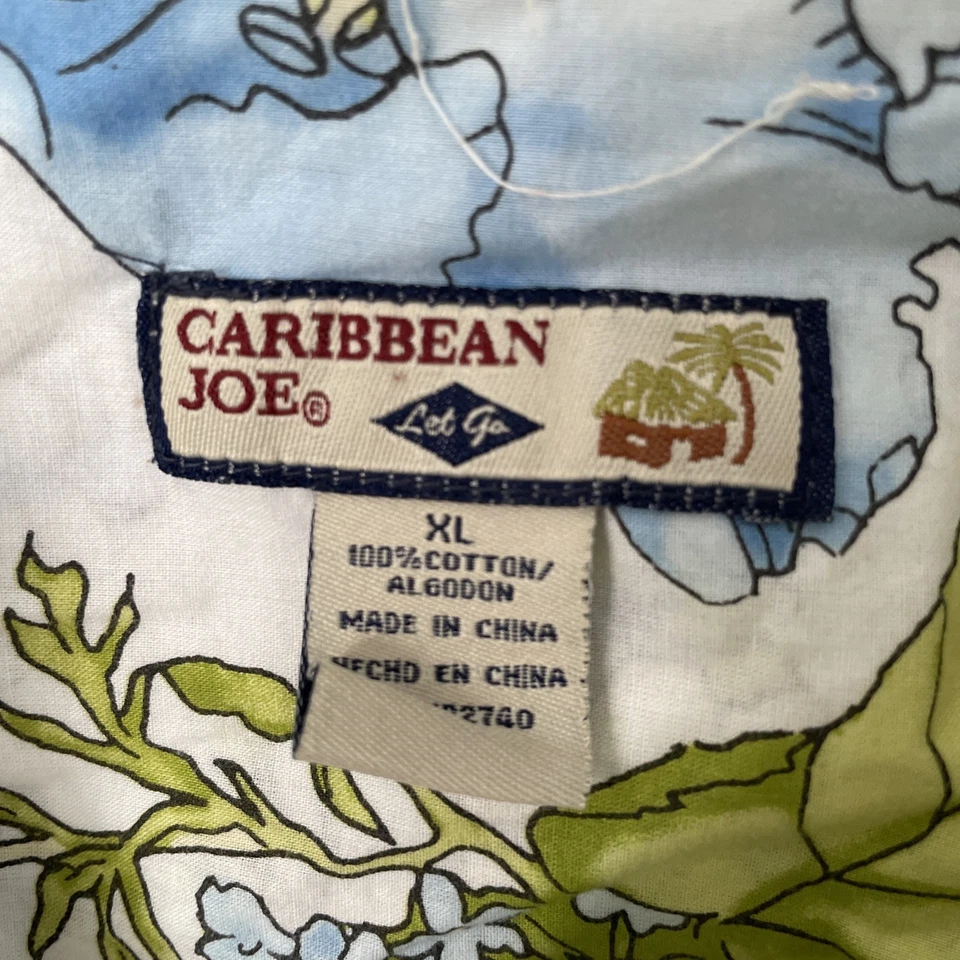 CARIBBEAN
JOE®
Let Go
XL
100% COTTON/
ALGODON
MADE IN CHINA
HECHO EN CHINA